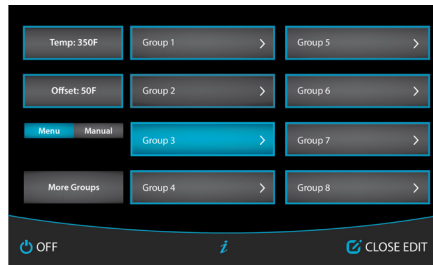 Temp: 350F
Group 1
Group 5
Offset: 50F
Group 2
Group 6
Menu
Manual
Group 3
Group 7
More Groups
Group 4
Group 8
OFF
i
CLOSE EDIT